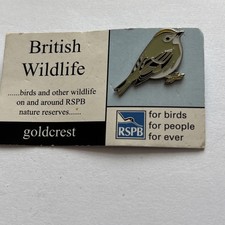 British
Wildlife
......birds and other wildlife
on and around RSPB
nature reserves......
goldcrest
RSPB
for birds
for people
for ever